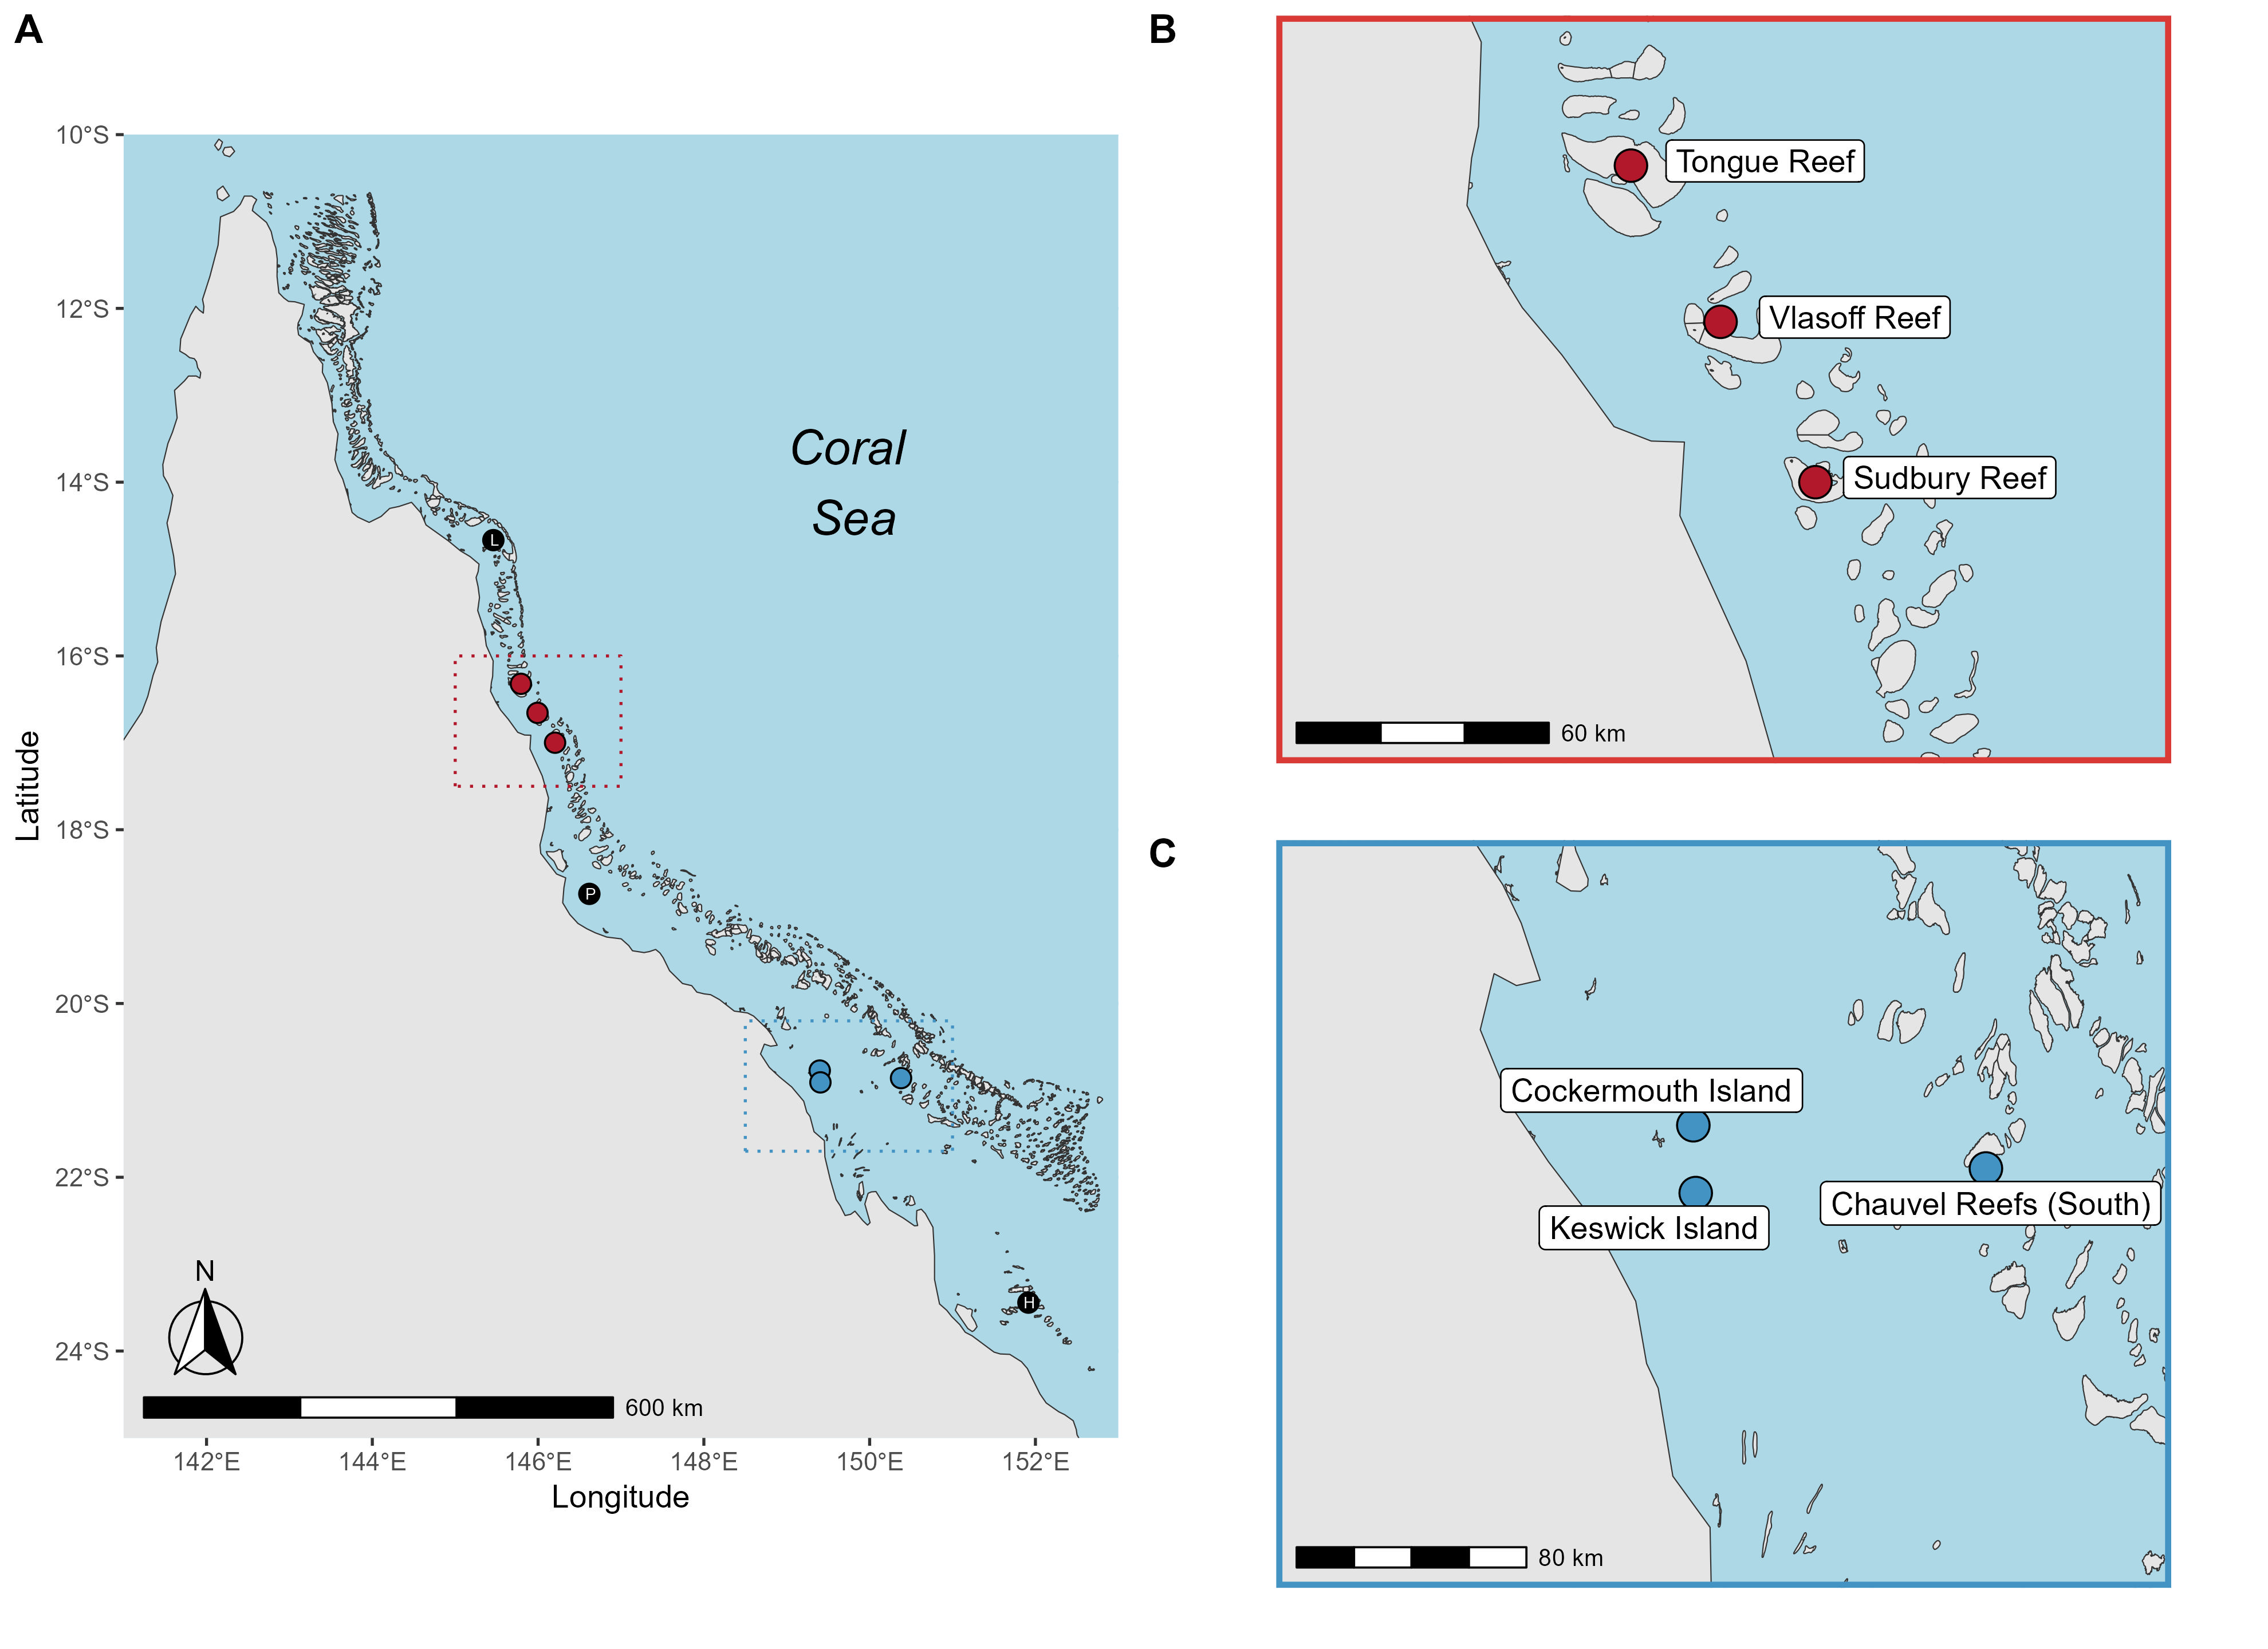 A
10°S
12°S
14°S
16°S
18°S
20°S
22°S
24°S
Latitude
Coral
Sea
L
P
H
N
600 km
142°E 144°E 146°E 148°E 150°E 152°E
Longitude
B
Tongue Reef
Vlasoff Reef
Sudbury Reef
60 km
C
Cockermouth Island
Keswick Island
Chauvel Reefs (South)
80 km